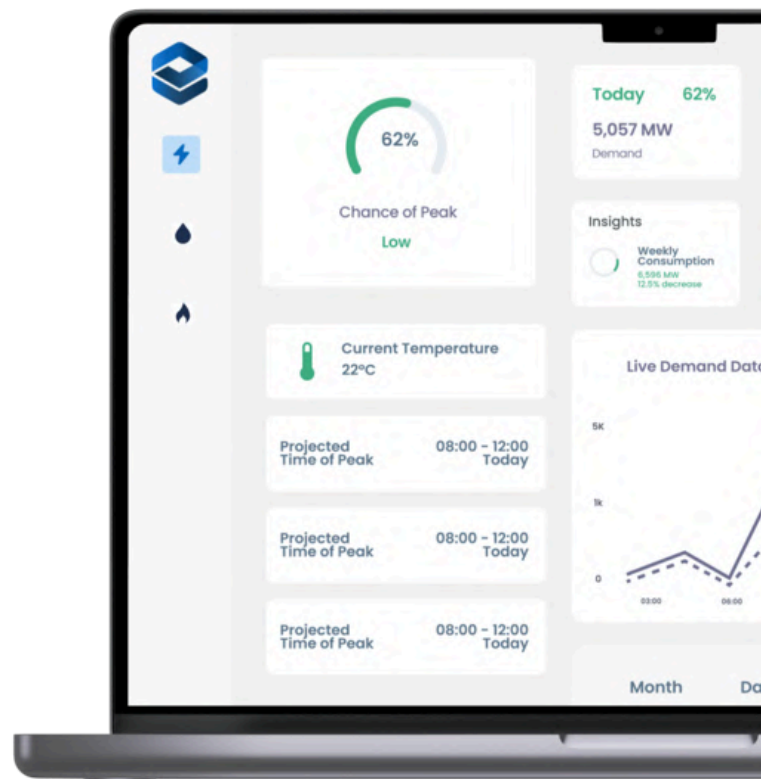 62%
Chance of Peak
Low
Today 62%
5,057 MW
Demand
Insights
Weekly
Consumption
6,596 MW
12.5% decrease
Current Temperature
22°C
Projected
Time of Peak
08:00 - 12:00
Today
Projected
Time of Peak
08:00 - 12:00
Today
Projected
Time of Peak
08:00 - 12:00
Today
Live Demand Date
5K
1k
0
03:00
06:00
Month
Da